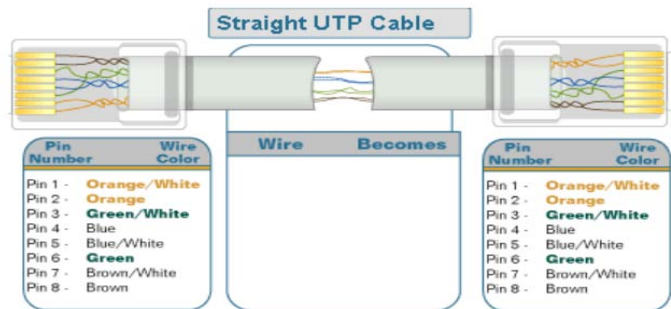 Straight UTP Cable
Pin Number Wire Color
Pin 1 - Orange/White
Pin 2 - Orange
Pin 3 - Green/White
Pin 4 - Blue
Pin 5 - Blue/White
Pin 6 - Green
Pin 7 - Brown/White
Pin 8 - Brown
Wire Becomes
Pin Number Wire Color
Pin 1 - Orange/White
Pin 2 - Orange
Pin 3 - Green/White
Pin 4 - Blue
Pin 5 - Blue/White
Pin 6 - Green
Pin 7 - Brown/White
Pin 8 - Brown